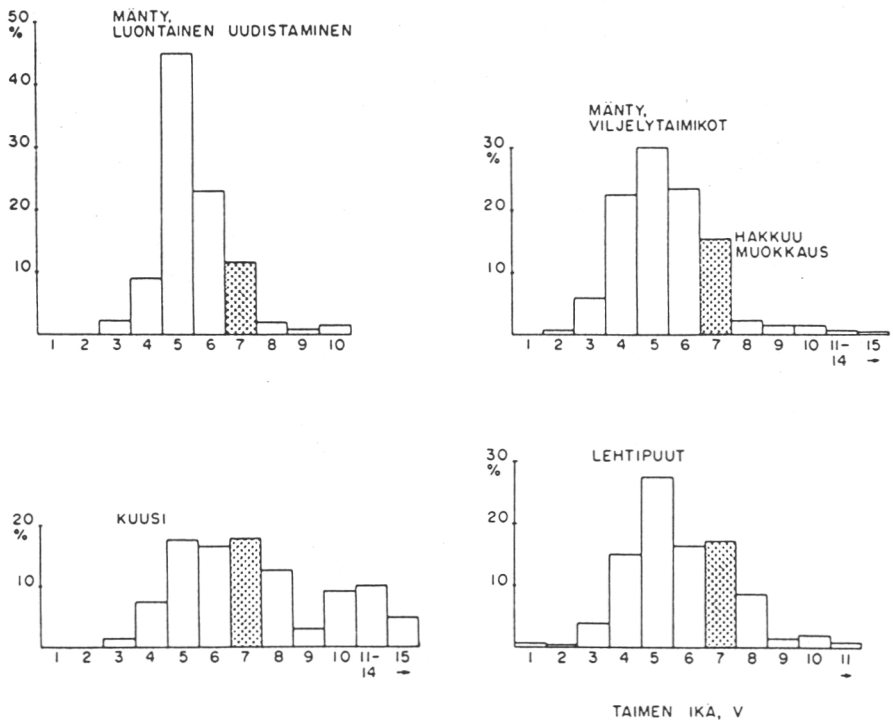 MÄNTY,
LUONTAINEN UUDISTAMINEN
50
%
40
30
20
10
1 2 3 4 5 6 7 8 9 10
MÄNTY,
VILJELYTAIMIKOT
30
%
20
10
HAKKUU
MUOKKAUS
1 2 3 4 5 6 7 8 9 10 11- 15
14 →
KUUSI
20
%
10
1 2 3 4 5 6 7 8 9 10 11- 15
14 →
LEHTIPUUT
30
%
20
10
1 2 3 4 5 6 7 8 9 10 11
→
TAIMEN IKÄ, V